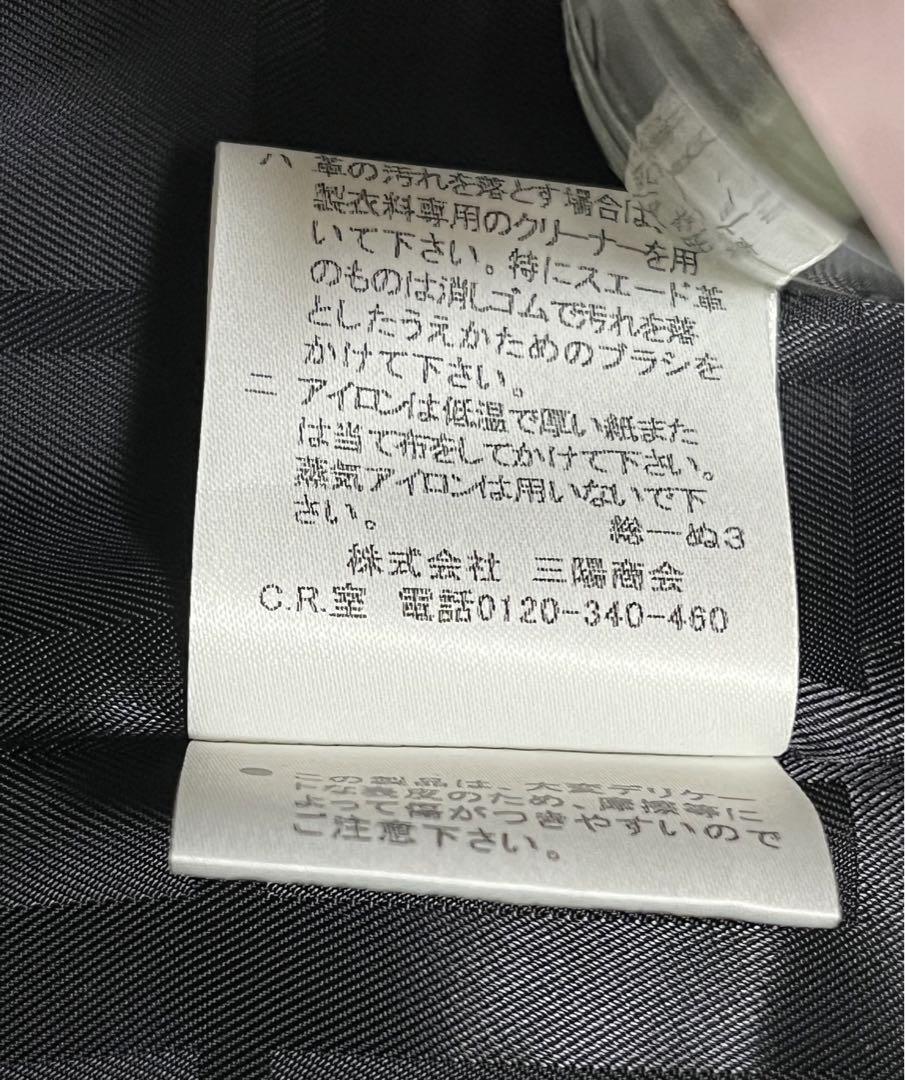 ハ 革の汚れを落とす場合は、
製衣料専用のクリーナーを用
いて下さい。特にスエード革
のものは消しゴムで汚れを落
としたうえかためのブラシを
かけて下さい。
ニ アイロンは低温で厚い紙また
は当て布をしてかけて下さい。
蒸気アイロンは用いないで下
さい。
総ーぬ3
株式会社 三陽商会
C.R.室 電話0120-340-460
● この製品は、大変デリケー
トな表皮のため、摩擦等に
よって傷がつきやすいので
ご注意下さい。